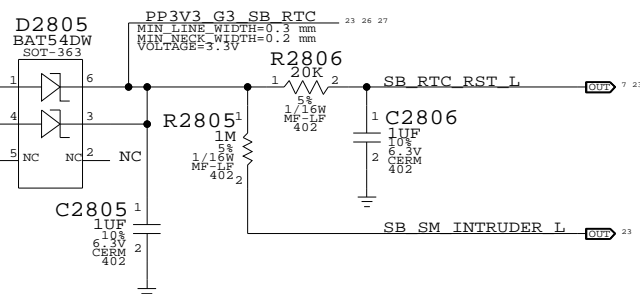 PP3V3_G3_SB_RTC 23 26 27
MIN_LINE_WIDTH=0.3 mm
MIN_NECK_WIDTH=0.2 mm
VOLTAGE=3.3V
D2805
BAT54DW
SOT-363
1
6
4
3
5
NC
NC
2
NC
R2806
20K
1
2
5%
1/16W
MF-LF
402
SB_RTC_RST_L
OUT
7 23
R2805
1
1M
5%
1/16W
MF-LF
402
2
C2806
1
1UF
10%
2
6.3V
CERM
402
C2805
1
1UF
10%
6.3V
2
CERM
402
SB_SM_INTRUDER_L
OUT
23